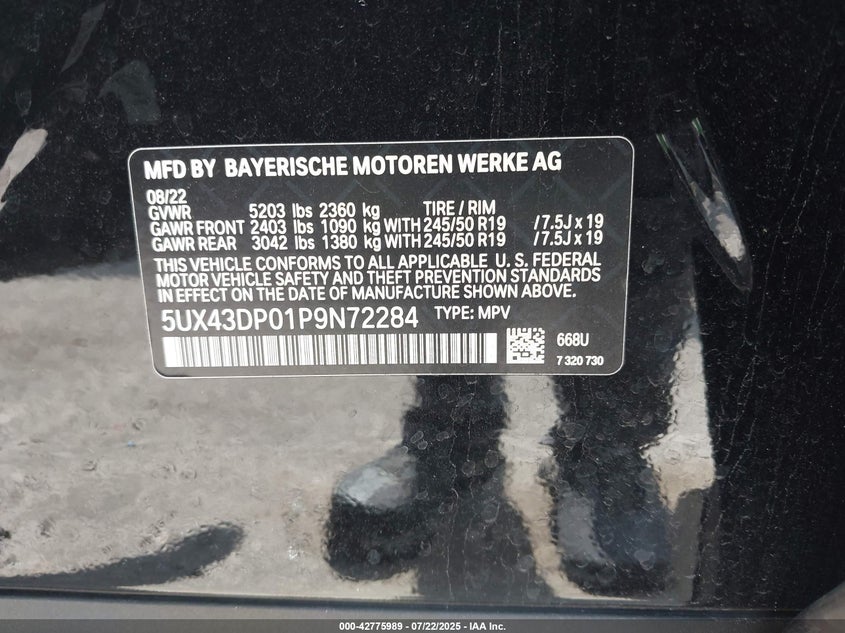 MFD BY BAYERISCHE MOTOREN WERKE AG
08/22
GVWR 5203 lbs 2360 kg TIRE / RIM
GAWR FRONT 2403 lbs 1090 kg WITH 245/50 R19 / 7.5J x 19
GAWR REAR 3042 lbs 1380 kg WITH 245/50 R19 / 7.5J x 19
THIS VEHICLE CONFORMS TO ALL APPLICABLE U. S. FEDERAL
MOTOR VEHICLE SAFETY AND THEFT PREVENTION STANDARDS
IN EFFECT ON THE DATE OF MANUFACTURE SHOWN ABOVE.
5UX43DP01P9N72284 TYPE: MPV
668U
7 320 730
000-42775989 - 07/22/2025 - IAA Inc.